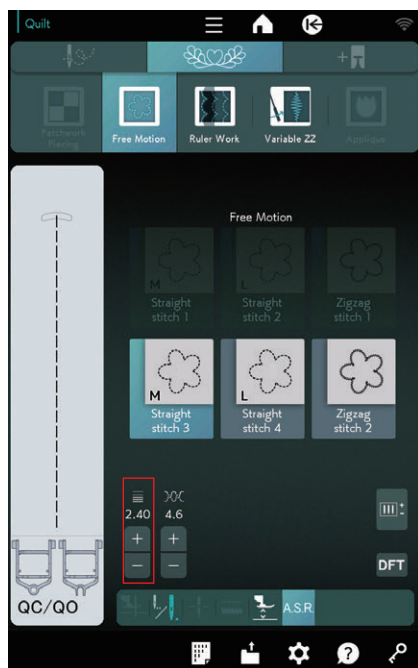 Quilt
Patchwork
Piecing
Free Motion
Ruler Work
Variable ZZ
Applique
Free Motion
M
L
Straight
stitch 1
Straight
stitch 2
Zigzag
stitch 1
M
L
Straight
stitch 3
Straight
stitch 4
Zigzag
stitch 2
2.40
4.6
+
+
−
−
DFT
QC/QO
A.S.R.
?